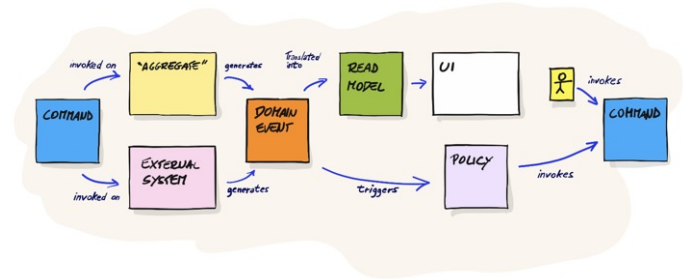 COMMAND
invoked on
"AGGREGATE"
generates
invoked on
EXTERNAL
SYSTEM
generates
DOMAIN
EVENT
Translated
into
READ
MODEL
UI
triggers
POLICY
invokes
invokes
COMMAND